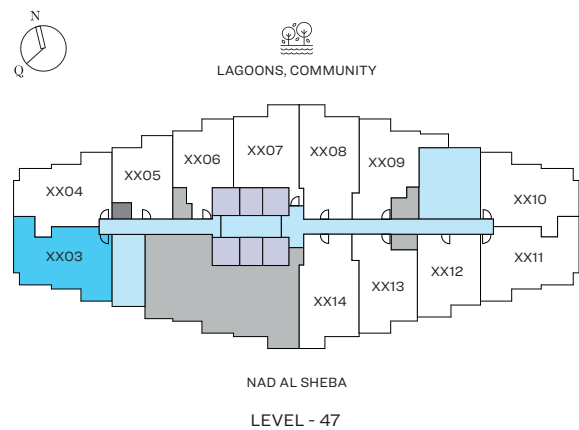 N
Q
LAGOONS, COMMUNITY
XX04
XX05
XX06
XX07
XX08
XX09
XX10
XX03
XX14
XX13
XX12
XX11
NAD AL SHEBA
LEVEL - 47